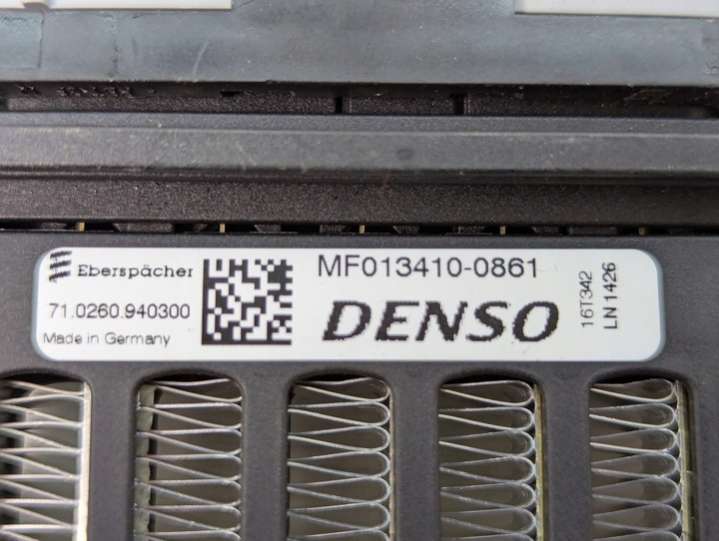 Eberspächer
71.0260.940300
Made in Germany
MF013410-0861
DENSO
16T342
LN1426